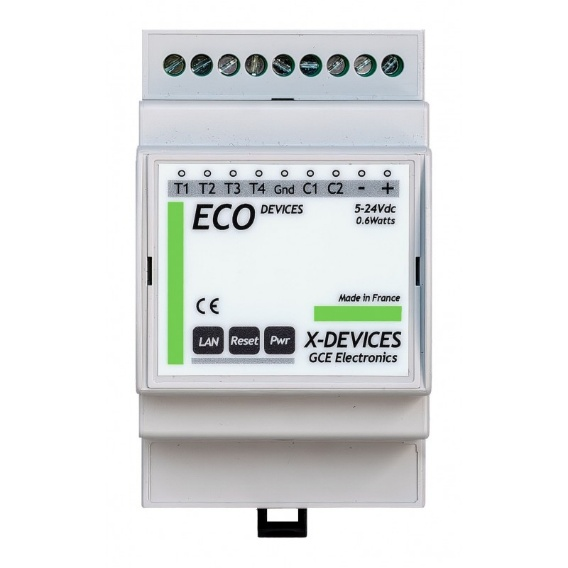 T1 T2 T3 T4 Gnd C1 C2 - +
ECO DEVICES
5-24Vdc
0.6Watts
Made in France
CE
LAN Reset Pwr
X-DEVICES
GCE Electronics